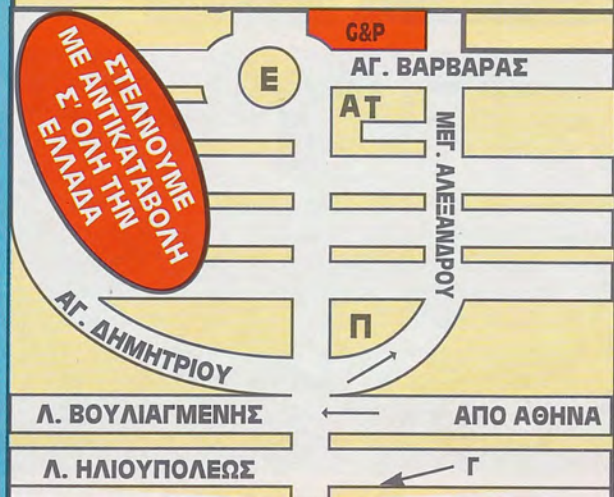 G&P
ΑΓ. ΒΑΡΒΑΡΑΣ
Ε
ΑΤ
ΣΤΕΛΝΟΥΜΕ
ΜΕ ΑΝΤΙΚΑΤΑΒΟΛΗ
Σ' ΟΛΗ ΤΗΝ
ΕΛΛΑΔΑ
ΜΕΓ. ΑΛΕΞΑΝΔΡΟΥ
Π
ΑΓ. ΔΗΜΗΤΡΙΟΥ
Λ. ΒΟΥΛΙΑΓΜΕΝΗΣ
ΑΠΟ ΑΘΗΝΑ
Λ. ΗΛΙΟΥΠΟΛΕΩΣ
Γ